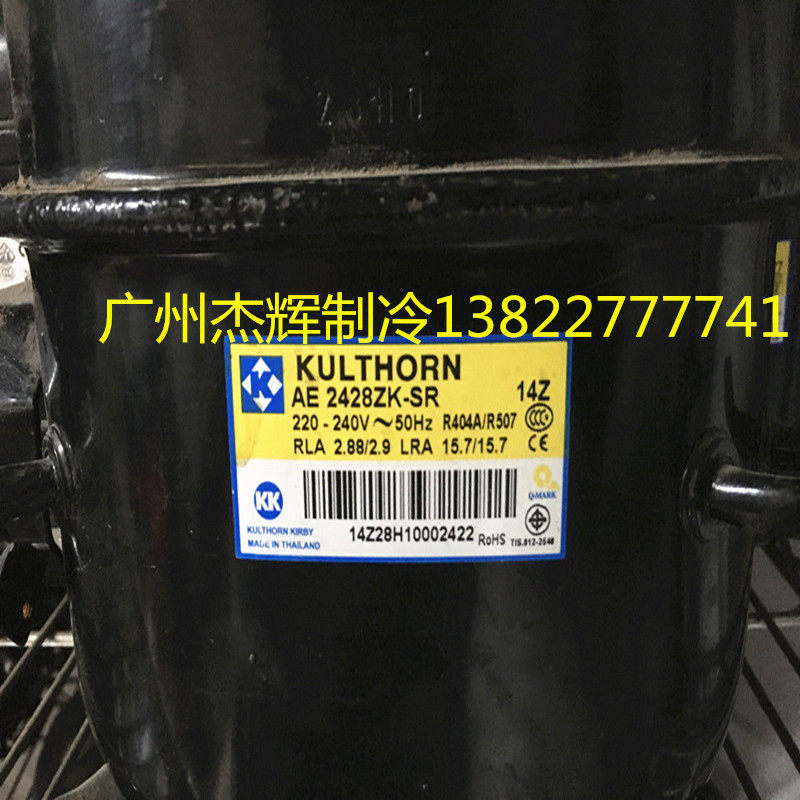 广州杰辉制冷13822777741
KULTHORN
AE 2428ZK-SR 14Z
220 - 240V ~ 50Hz R404A/R507
RLA 2.88/2.9 LRA 15.7/15.7
CCC CE
Q-MARK
KK
KULTHORN KIRBY
MADE IN THAILAND
14Z28H10002422 RoHS